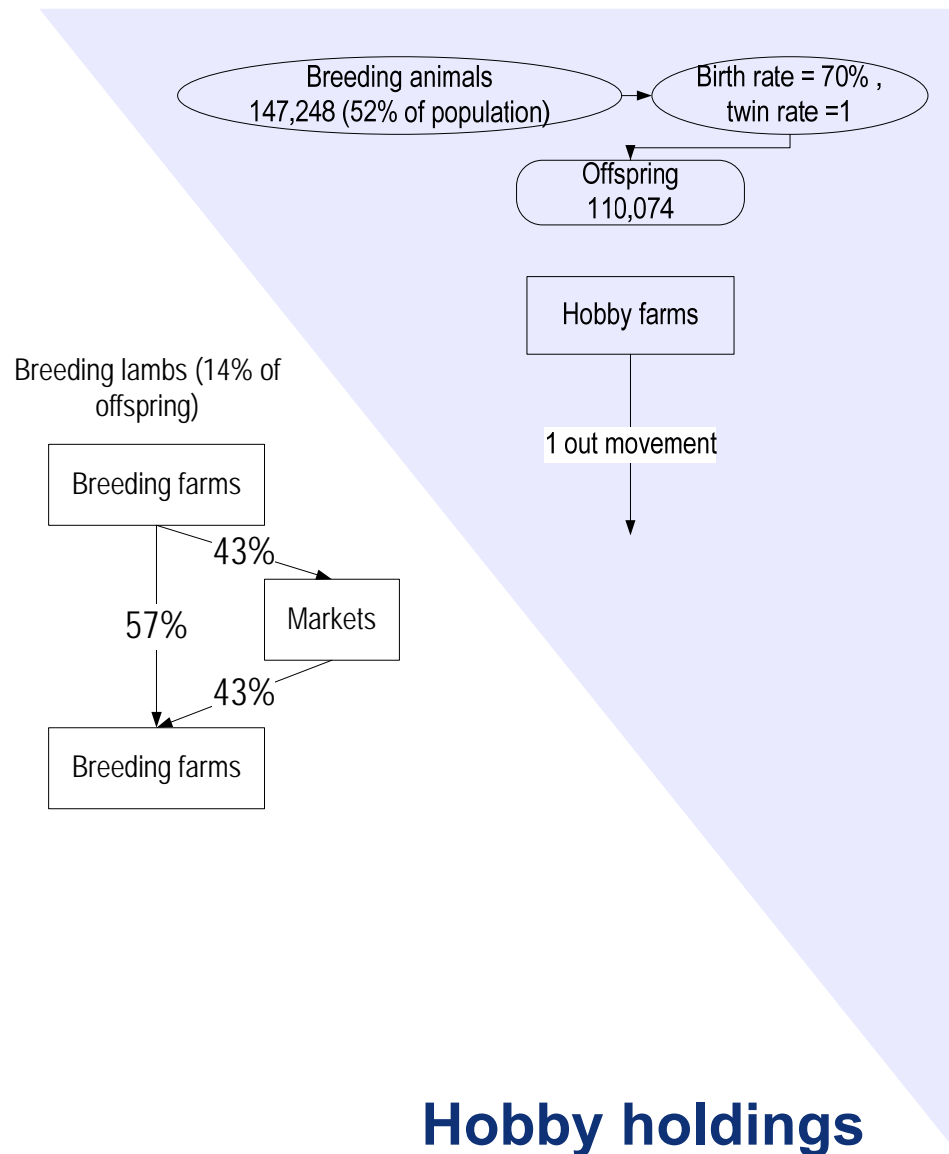 Breeding animals
147,248 (52% of population)
Birth rate = 70% ,
twin rate =1
Offspring
110,074
Hobby farms
1 out movement
Breeding lambs (14% of
offspring)
Breeding farms
43%
57%
Markets
43%
Breeding farms
Hobby holdings